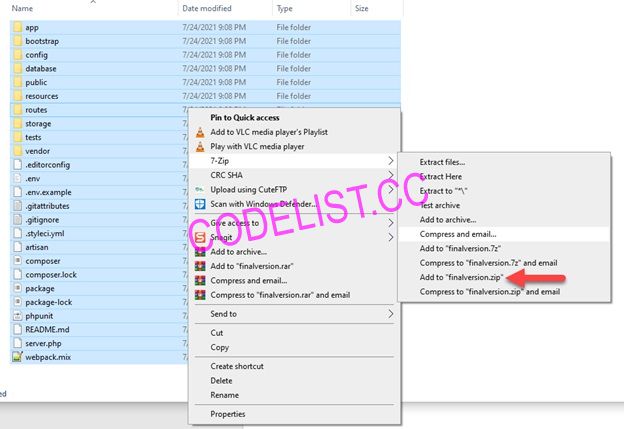 Name Date modified Type Size
app 7/24/2021 9:08 PM File folder
bootstrap 7/24/2021 9:08 PM File folder
config 7/24/2021 9:08 PM File folder
database 7/24/2021 9:08 PM File folder
public 7/24/2021 9:08 PM File folder
resources 7/24/2021 9:08 PM File folder
routes 7/24/2021 9:08 PM File folder
storage
tests
vendor
.editorconfig
.env
.env.example
.gitattributes
.gitignore
.styleci.yml
artisan
composer
composer.lock
package
package-lock
phpunit
README.md
server.php
webpack.mix
Pin to Quick access
Add to VLC media player's Playlist
Play with VLC media player
7-Zip
CRC SHA
Upload using CuteFTP
Scan with Windows Defender...
Give access to
Snagit
Add to archive...
Add to "finalversion.rar"
Compress and email...
Compress to "finalversion.rar" and email
Send to
Cut
Copy
Create shortcut
Delete
Rename
Properties
Extract files...
Extract Here
Extract to "*\"
Test archive
Add to archive...
Compress and email...
Add to "finalversion.7z"
Compress to "finalversion.7z" and email
Add to "finalversion.zip"
Compress to "finalversion.zip" and email
CODELIST.CC